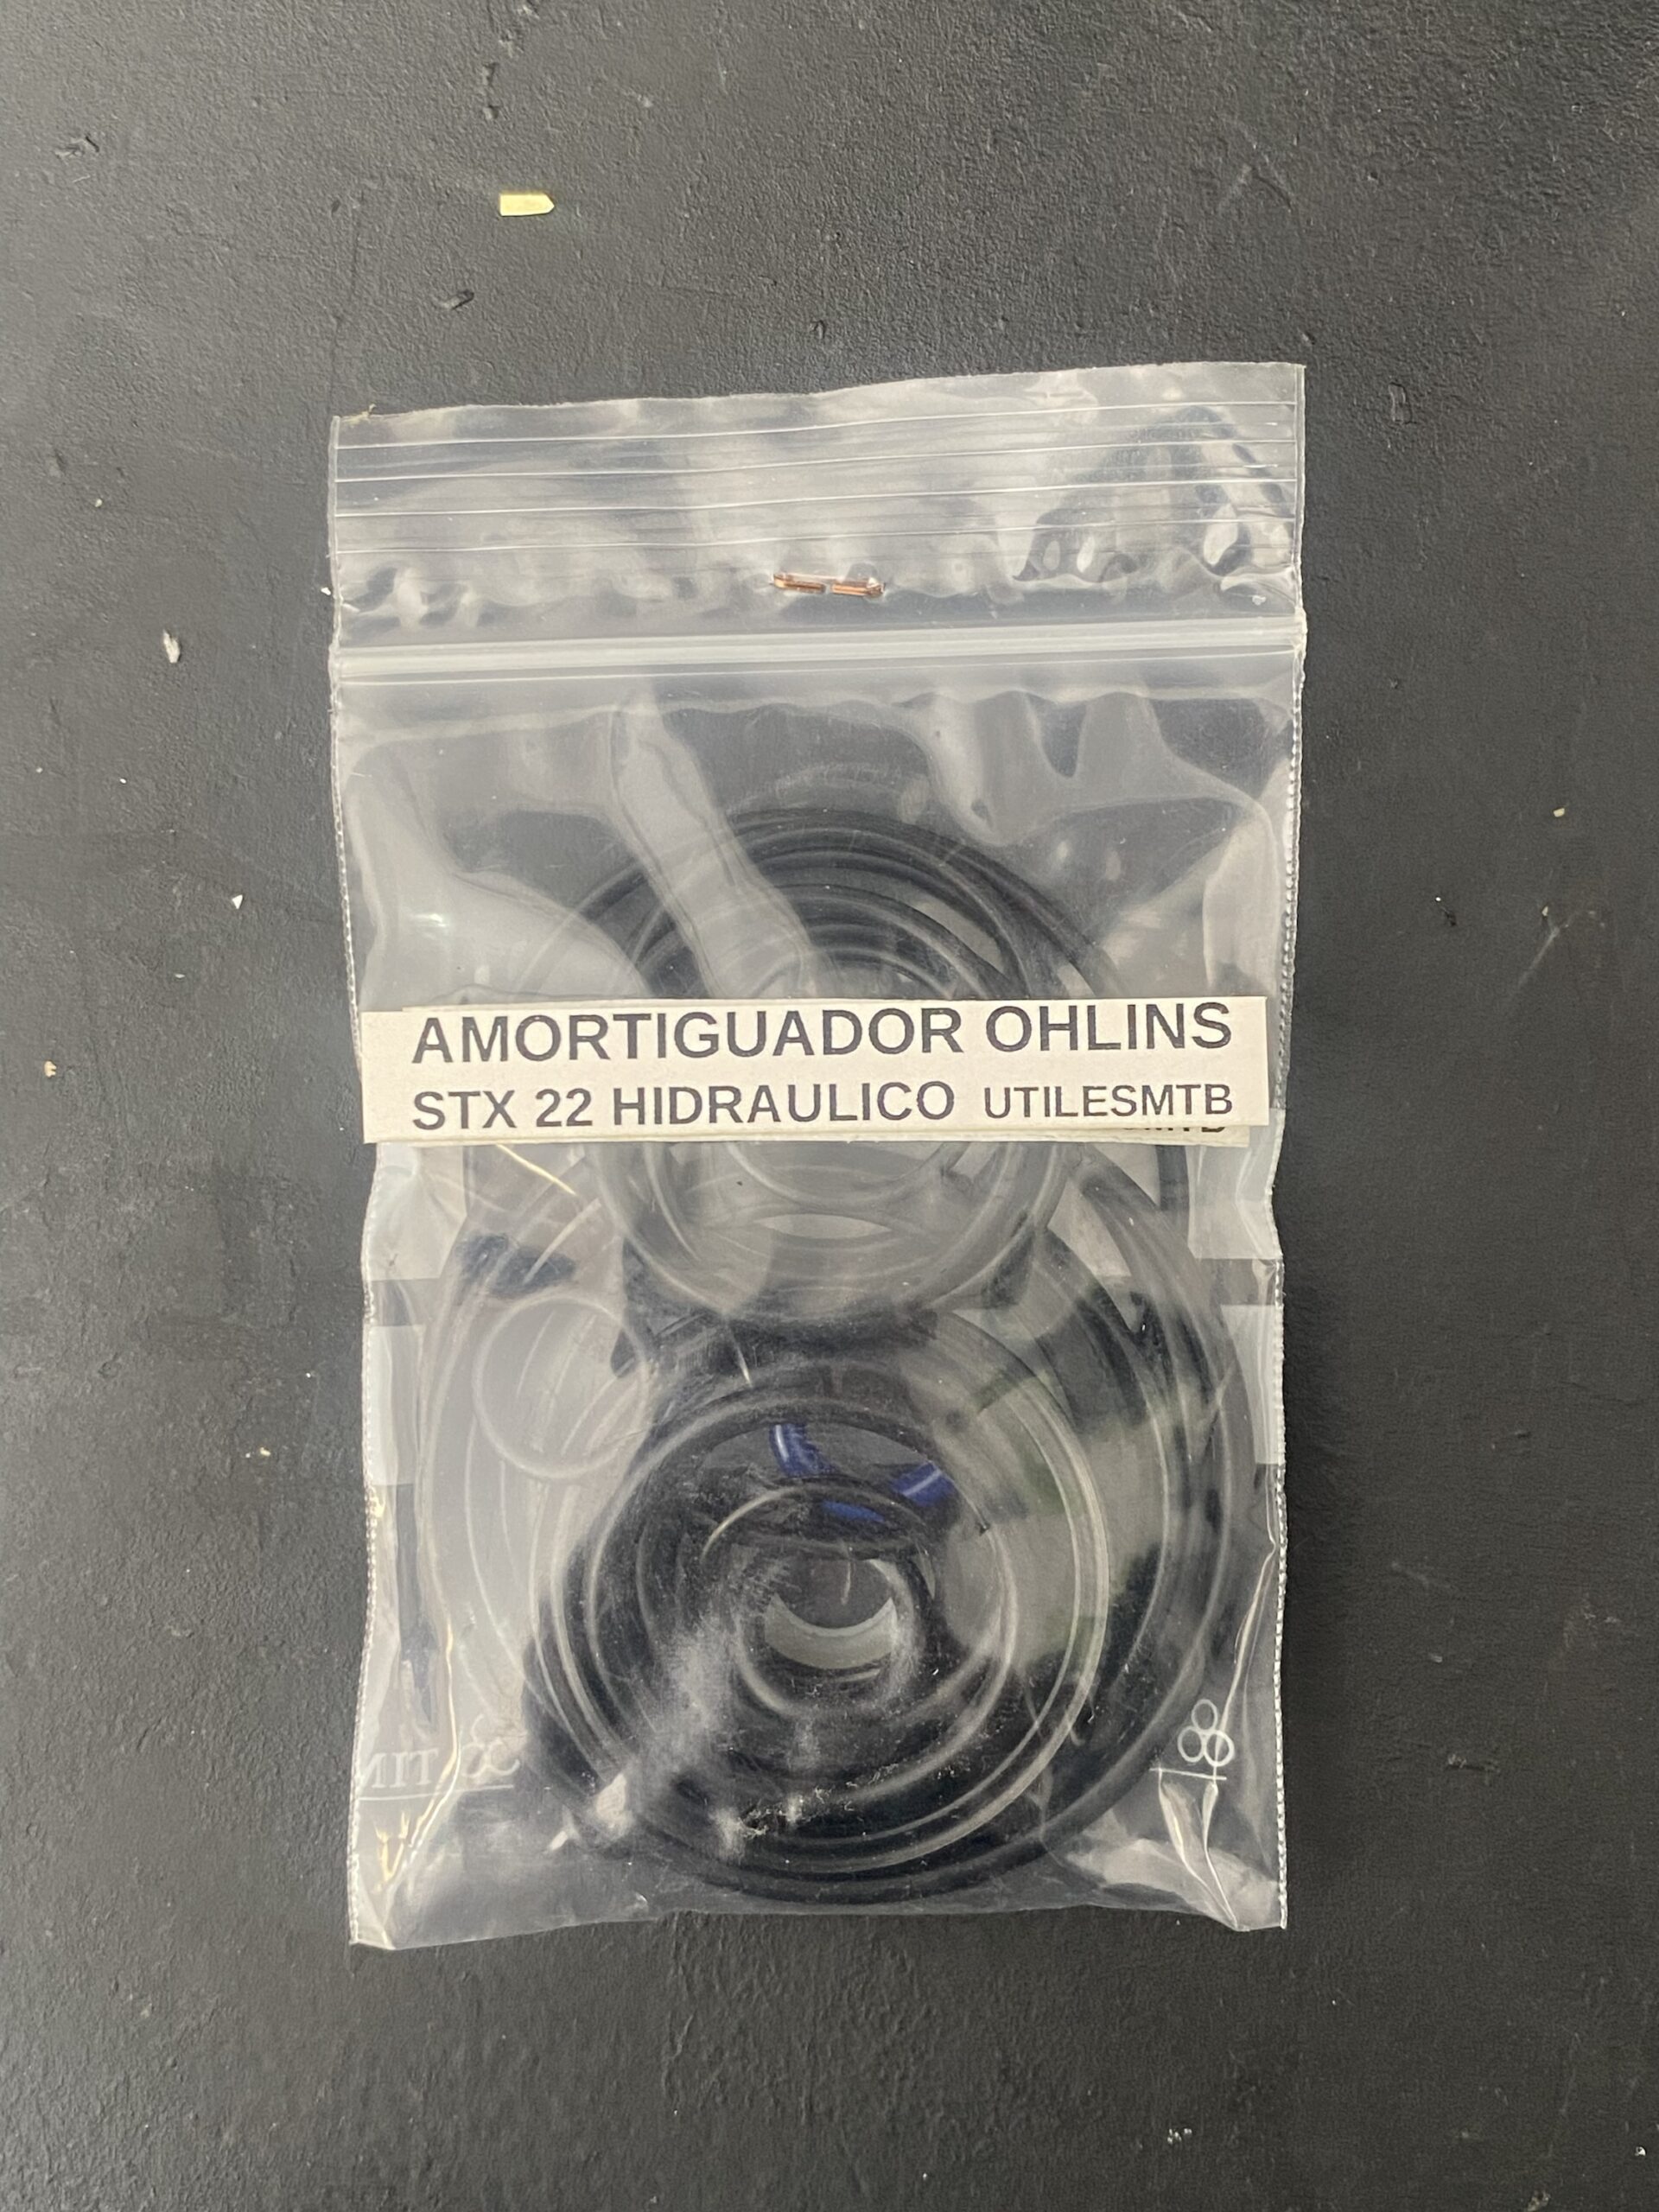 AMORTIGUADOR OHLINS
STX 22 HIDRAULICO UTILESMTB